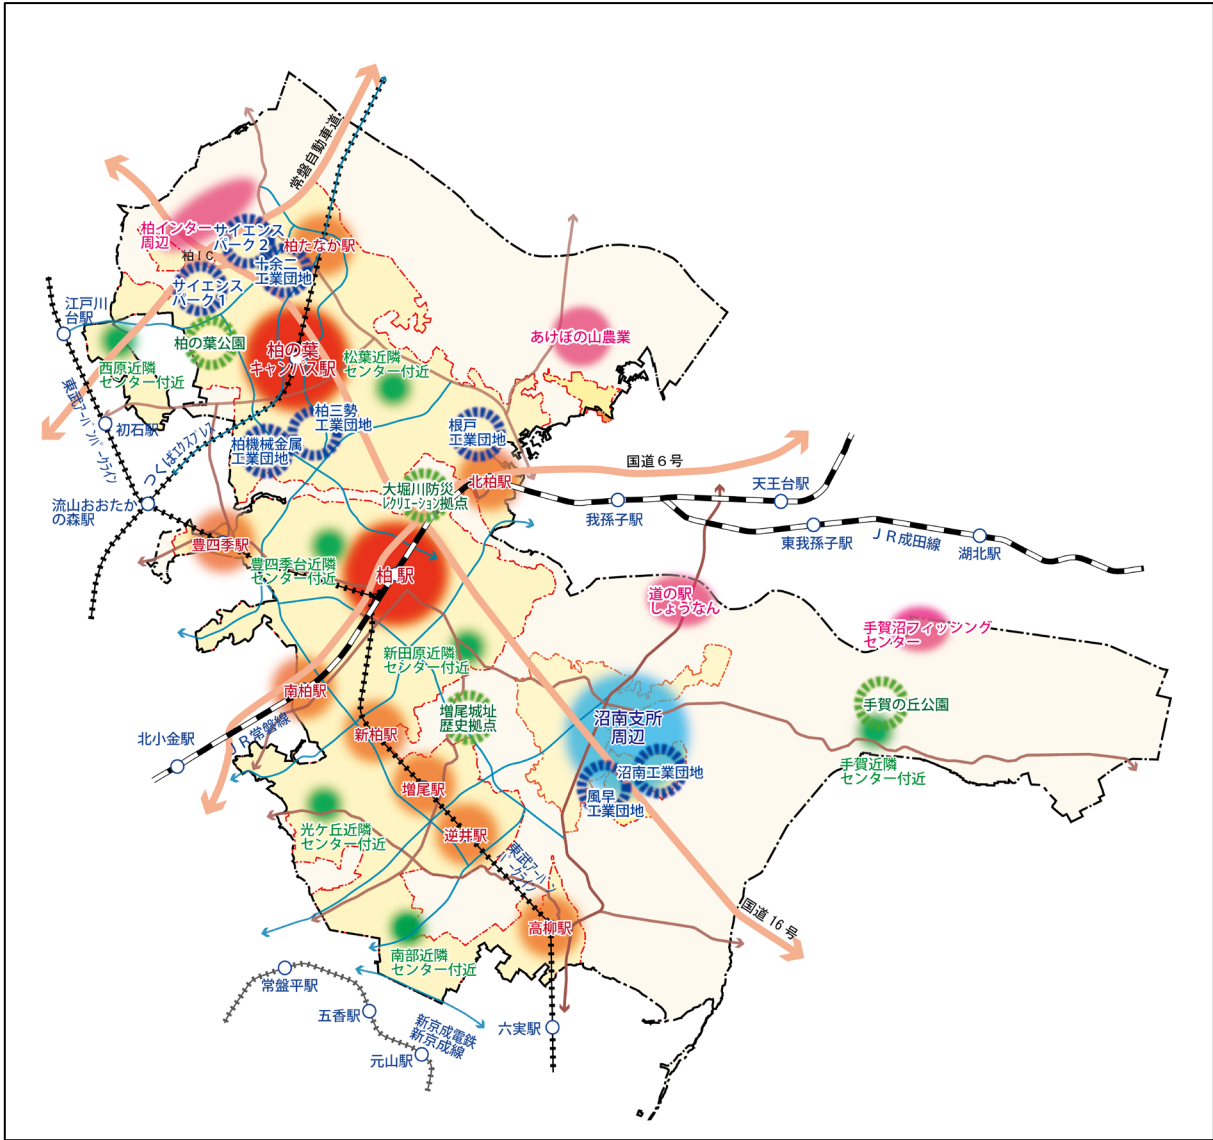 常磐自動車道
柏インター
周辺
サイエンス
パーク2
柏たなか駅
柏IC
十余二
工業団地
サイエンス
パーク1
江戸川
台駅
柏の葉公園
柏の葉
キャンパス駅
あけぼの山農業
松葉近隣
センター付近
西原近隣
センター付近
東武アーバンパークライン
初石駅
柏三勢
工業団地
柏機械金属
工業団地
根戸
工業団地
つくばエクスプレス
国道6号
北柏駅
大堀川防災
レクリエーション拠点
天王台駅
流山おおたか
の森駅
我孫子駅
東我孫子駅
JR成田線
湖北駅
豊四季駅
豊四季台近隣
センター付近
柏駅
道の駅
しょうなん
手賀沼フィッシング
センター
新田原近隣
センター付近
南柏駅
手賀の丘公園
増尾城址
歴史拠点
沼南支所
周辺
新柏駅
JR常磐線
北小金駅
沼南工業団地
手賀近隣
センター付近
増尾駅
風早
工業団地
光ケ丘近隣
センター付近
逆井駅
東武アーバン
パークライン
国道16号
高柳駅
南部近隣
センター付近
常盤平駅
五香駅
新京成電鉄
新京成線
六実駅
元山駅